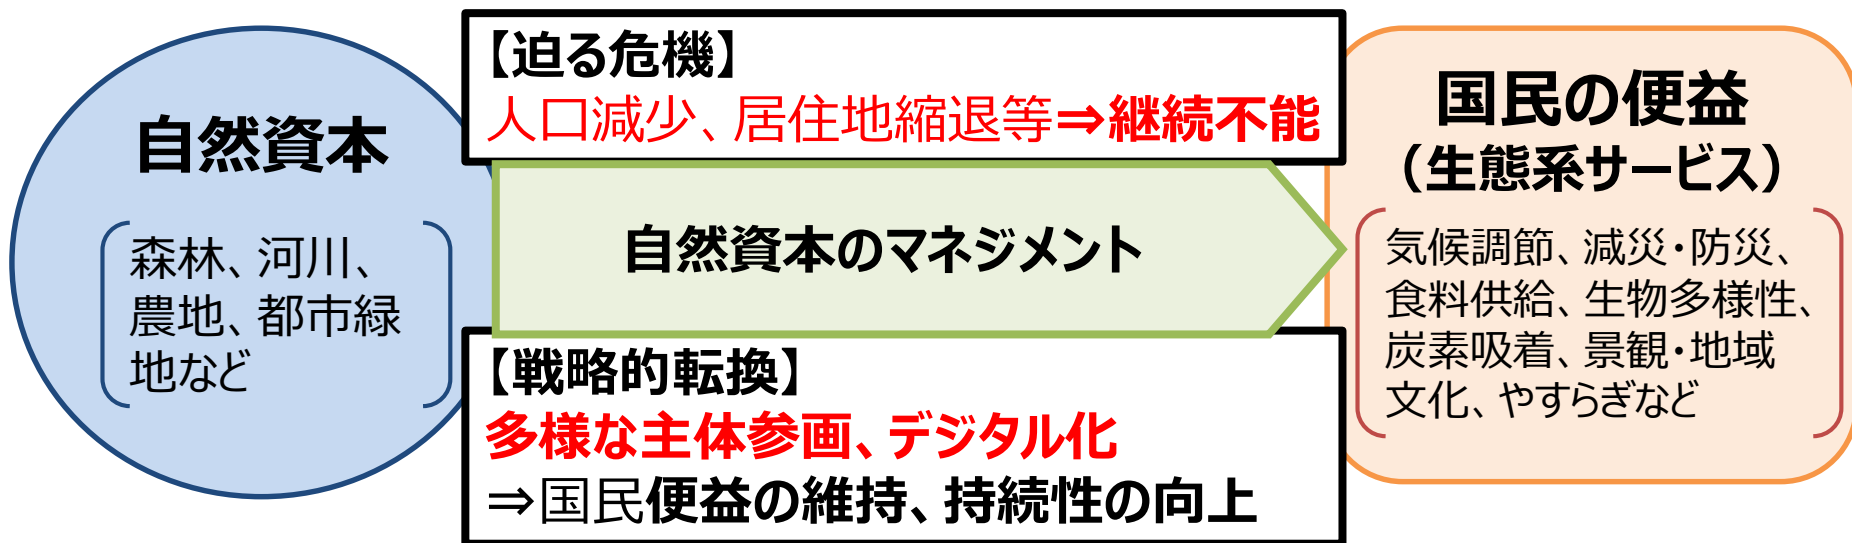 自然資本
森林、河川、
農地、都市緑
地など
【迫る危機】
人口減少、居住地縮退等⇒継続不能
自然資本のマネジメント
【戦略的転換】
多様な主体参画、デジタル化
⇒国民便益の維持、持続性の向上
国民の便益
（生態系サービス）
気候調節、減災・防災、
食料供給、生物多様性、
炭素吸着、景観・地域
文化、やすらぎなど